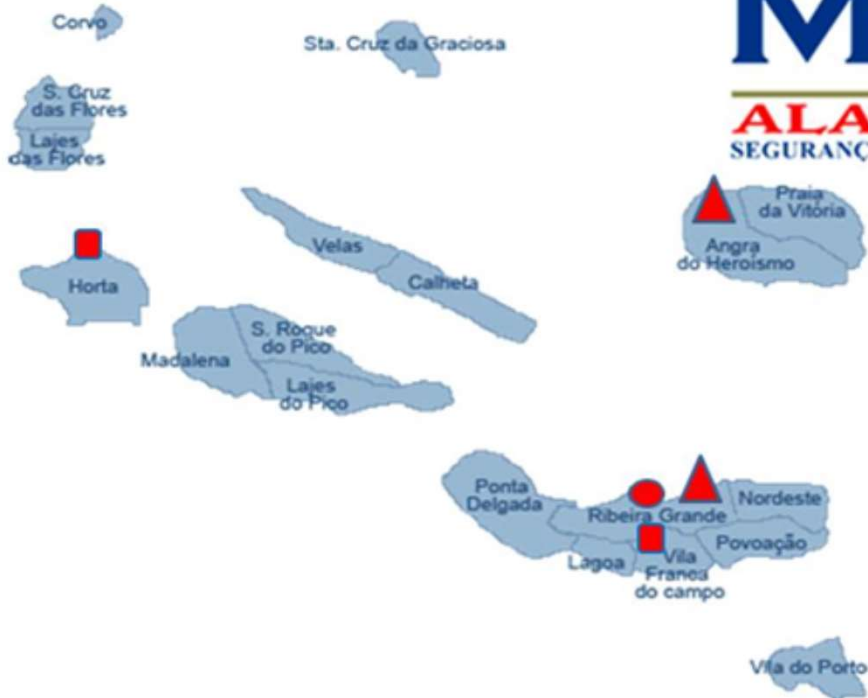 Corvo
Sta. Cruz da Graciosa
M
S. Cruz
das Flores
Lajes
das Flores
ALA
SEGURANÇ
Praia
da Vitória
Angra
do Heroísmo
Velas
Calheta
Horta
S. Roque
do Pico
Madalena
Lajes
do Pico
Ponta
Delgada
Ribeira Grande
Nordeste
Lagoa
Vila
Franca
do campo
Povoação
Vila do Porto